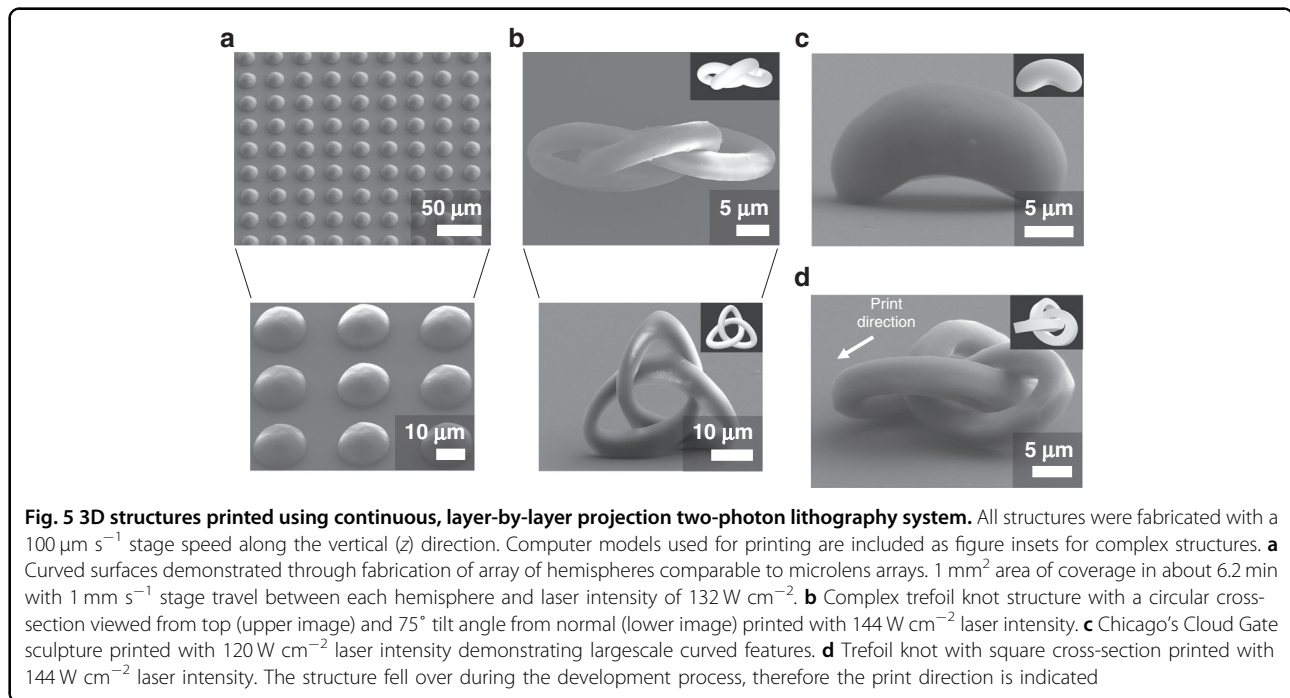 a
b
c
50 μm
5 μm
5 μm
d
Print
direction
10 μm
10 μm
5 μm
Fig. 5 3D structures printed using continuous, layer-by-layer projection two-photon lithography system. All structures were fabricated with a
100 μm s⁻¹ stage speed along the vertical (z) direction. Computer models used for printing are included as figure insets for complex structures. a
Curved surfaces demonstrated through fabrication of array of hemispheres comparable to microlens arrays. 1 mm² area of coverage in about 6.2 min
with 1 mm s⁻¹ stage travel between each hemisphere and laser intensity of 132 W cm⁻². b Complex trefoil knot structure with a circular cross-
section viewed from top (upper image) and 75° tilt angle from normal (lower image) printed with 144 W cm⁻² laser intensity. c Chicago's Cloud Gate
sculpture printed with 120 W cm⁻² laser intensity demonstrating largescale curved features. d Trefoil knot with square cross-section printed with
144 W cm⁻² laser intensity. The structure fell over during the development process, therefore the print direction is indicated